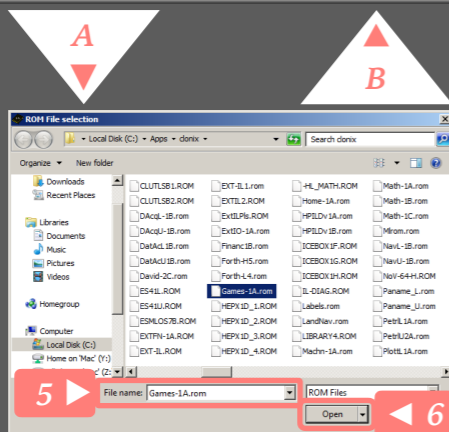 A
B
ROM File selection
Local Disk (C:) Apps clonix
Search clonix
Organize New folder
Downloads
Recent Places
Libraries
Documents
Music
Pictures
Videos
Homegroup
Computer
Local Disk (C:)
Home on 'Mac' (Y:)
CLUTLSB1.ROM EXT-IL1.rom -HL_MATH.ROM Math-1A.rom
CLUTLSB2.ROM EXTIL2.ROM Home-1A.rom Math-1B.rom
DAcqL-1B.rom ExtILPls.ROM HPILDv1A.rom Math-1C.rom
DAcqU-1B.rom ExtIO-1A.rom HPILDv1B.rom Mlrom.rom
DatAcL1B.rom Financ1B.rom ICEBOX1F.ROM NavL-1B.rom
DatAcU1B.rom Forth-H5.rom ICEBOX1G.ROM NavU-1B.rom
David-2C.rom Forth-L4.rom ICEBOX1H.ROM NoV-64-H.ROM
ES41L.ROM Games-1A.rom IL-DIAG.ROM Paname_L.rom
ES41U.ROM HEPX1D_1.ROM Labels.rom Paname_U.rom
ESMLOS7B.ROM HEPX1D_2.ROM LandNav.rom PetrlL1A.rom
EXTFN-1A.ROM HEPX1D_3.ROM LIBRARY4.ROM PetrlU2A.rom
EXT-IL.ROM HEPX1D_4.ROM Machn-1A.rom PlottL1A.rom
5
File name: Games-1A.rom ROM Files
Open
6